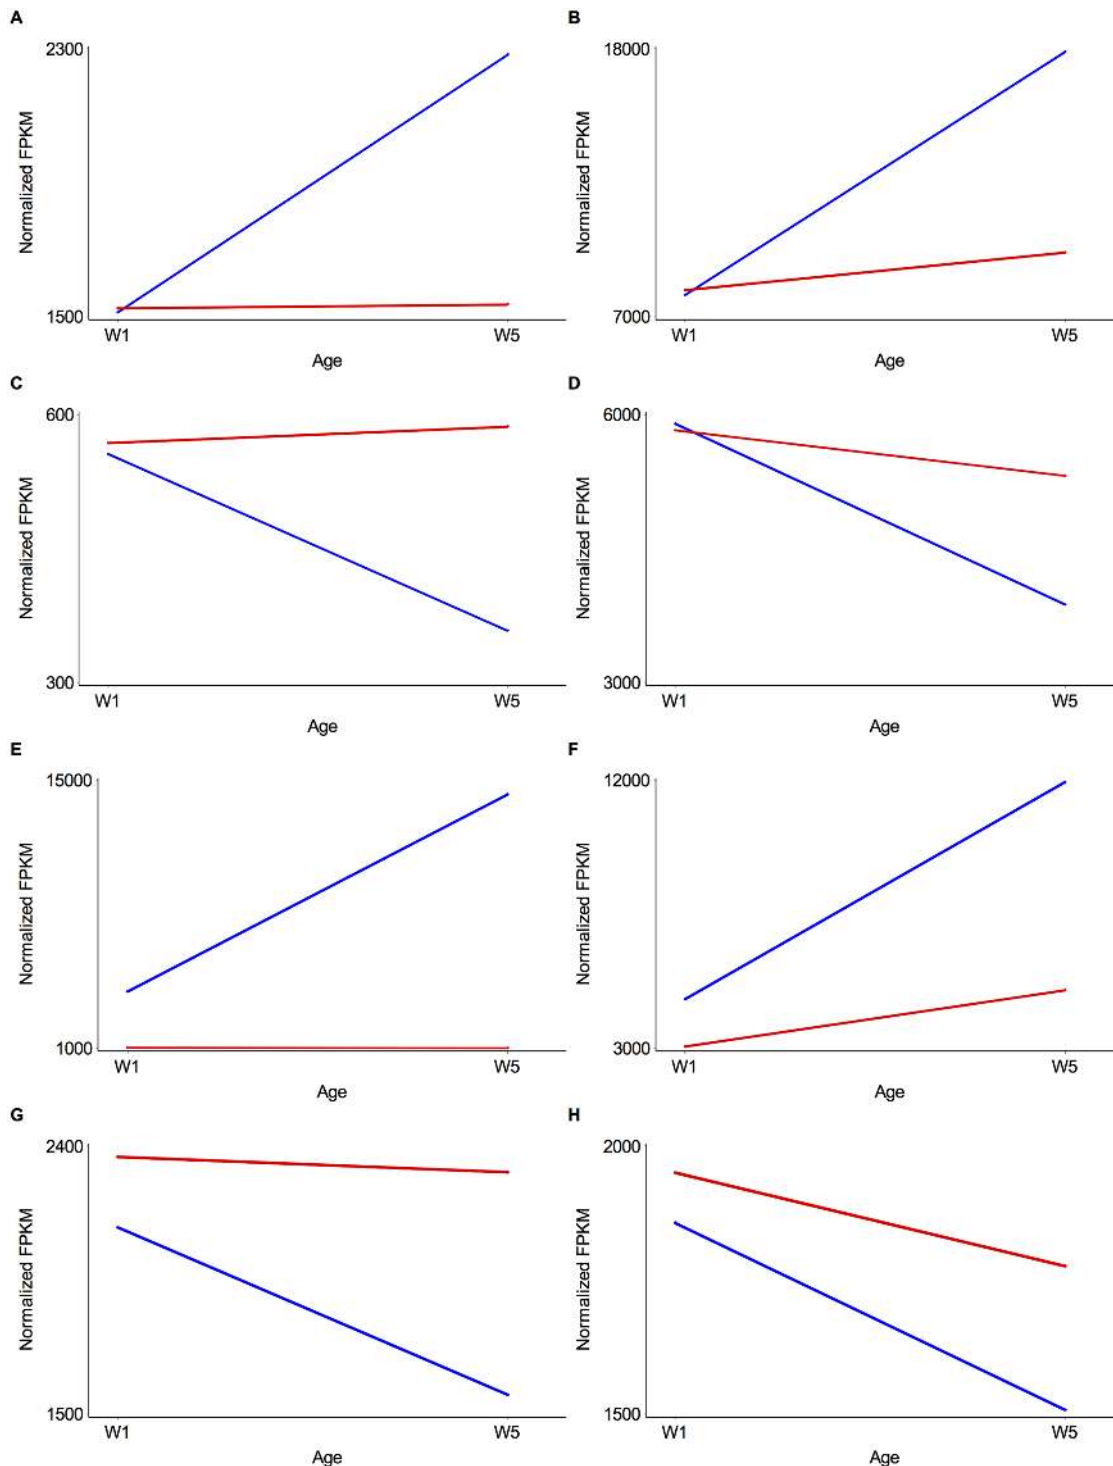 A
B
2300
18000
Normalized FPKM
Normalized FPKM
1500
7000
W1
W5
W1
W5
Age
Age
C
D
600
6000
Normalized FPKM
Normalized FPKM
300
3000
W1
W5
W1
W5
Age
Age
E
F
15000
12000
Normalized FPKM
Normalized FPKM
1000
3000
W1
W5
W1
W5
Age
Age
G
H
2400
2000
Normalized FPKM
Normalized FPKM
1500
1500
W1
W5
W1
W5
Age
Age